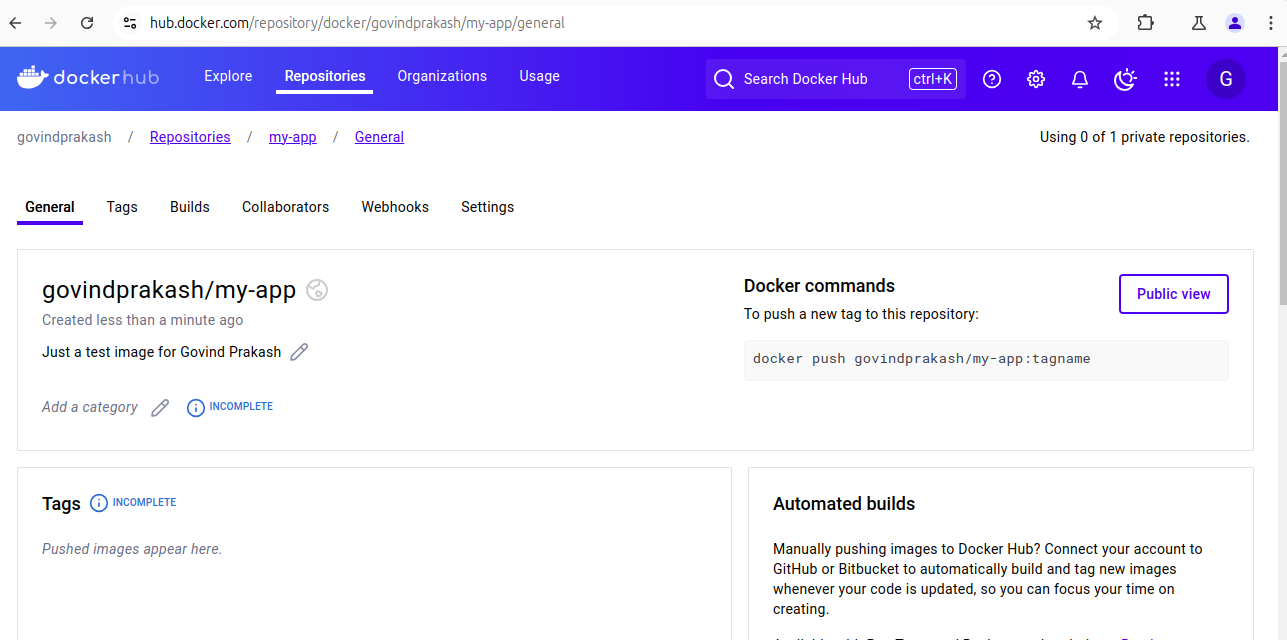 hub.docker.com/repository/docker/govindprakash/my-app/general
dockerhub Explore Repositories Organizations Usage Search Docker Hub ctrl+K G
govindprakash / Repositories / my-app / General Using 0 of 1 private repositories.
General Tags Builds Collaborators Webhooks Settings
govindprakash/my-app
Created less than a minute ago
Just a test image for Govind Prakash
Add a category INCOMPLETE
Docker commands
Public view
To push a new tag to this repository:
docker push govindprakash/my-app:tagname
Tags INCOMPLETE
Pushed images appear here.
Automated builds
Manually pushing images to Docker Hub? Connect your account to
GitHub or Bitbucket to automatically build and tag new images
whenever your code is updated, so you can focus your time on
creating.